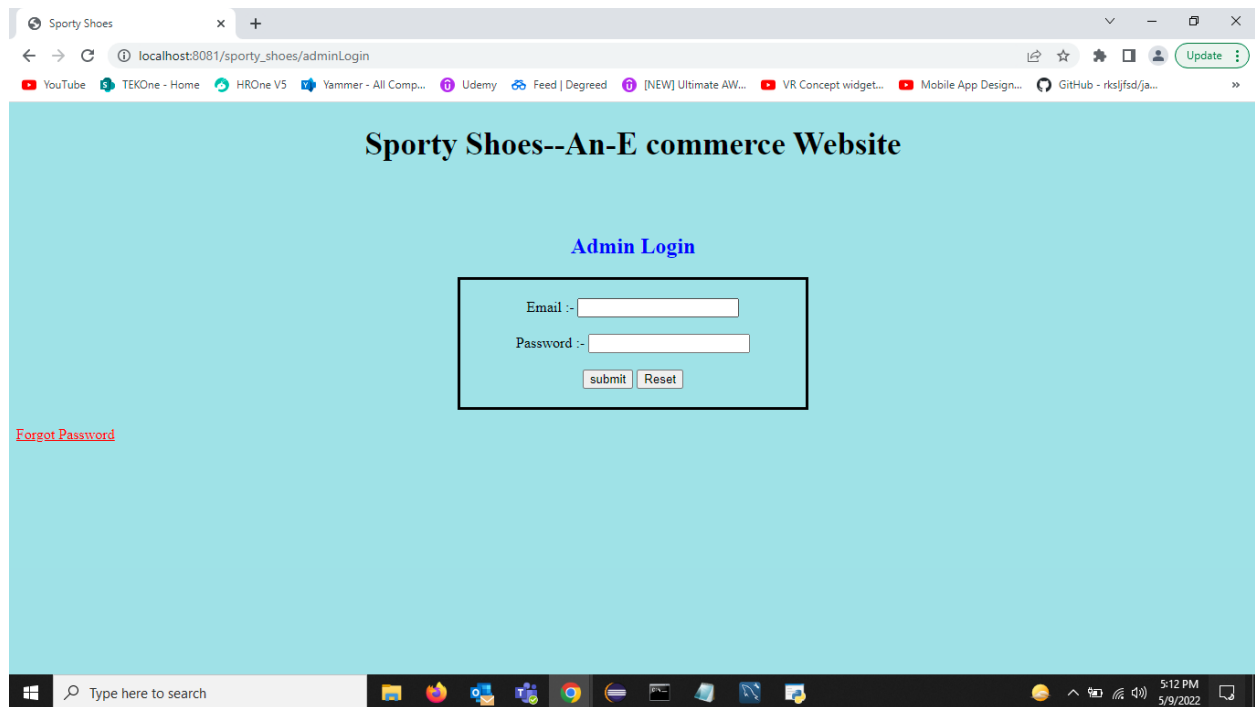 Sporty Shoes
localhost:8081/sporty_shoes/adminLogin
Update
YouTube TEKOne - Home HROne V5 Yammer - All Comp... Udemy Feed | Degreed [NEW] Ultimate AW... VR Concept widget... Mobile App Design... GitHub - rksljfsd/ja... »
Sporty Shoes--An-E commerce Website
Admin Login
Email :-
Password :-
submit Reset
Forgot Password
Type here to search
5:12 PM
5/9/2022